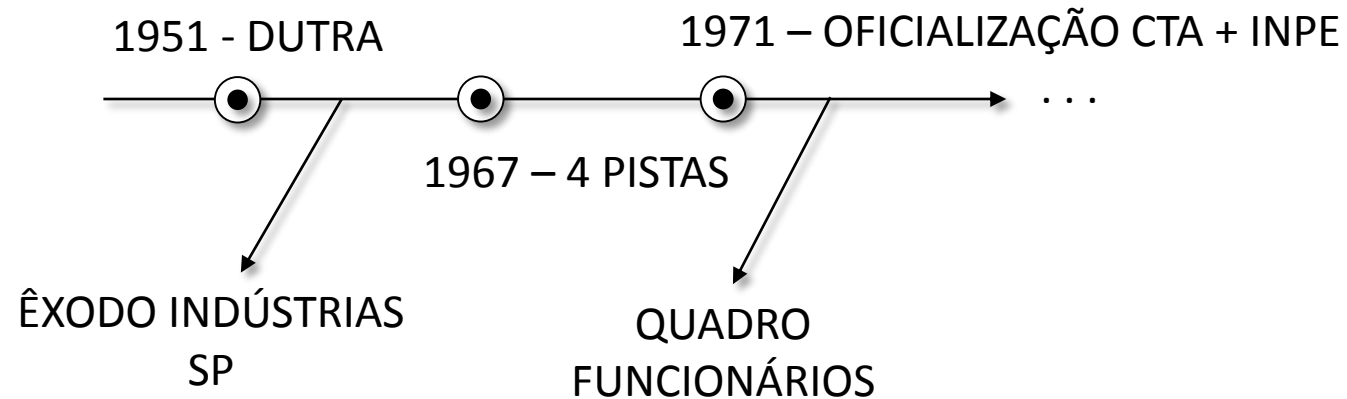 1951 - DUTRA
1971 – OFICIALIZAÇÃO CTA + INPE
. . .
1967 – 4 PISTAS
ÊXODO INDÚSTRIAS
SP
QUADRO
FUNCIONÁRIOS